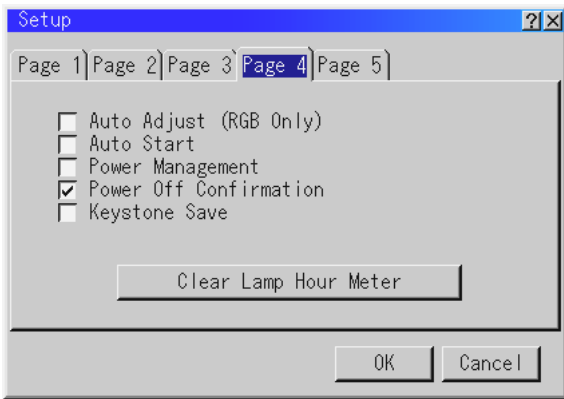 Setup
Page 1 Page 2 Page 3 Page 4 Page 5
Auto Adjust (RGB Only)
Auto Start
Power Management
Power Off Confirmation
Keystone Save
Clear Lamp Hour Meter
OK Cancel